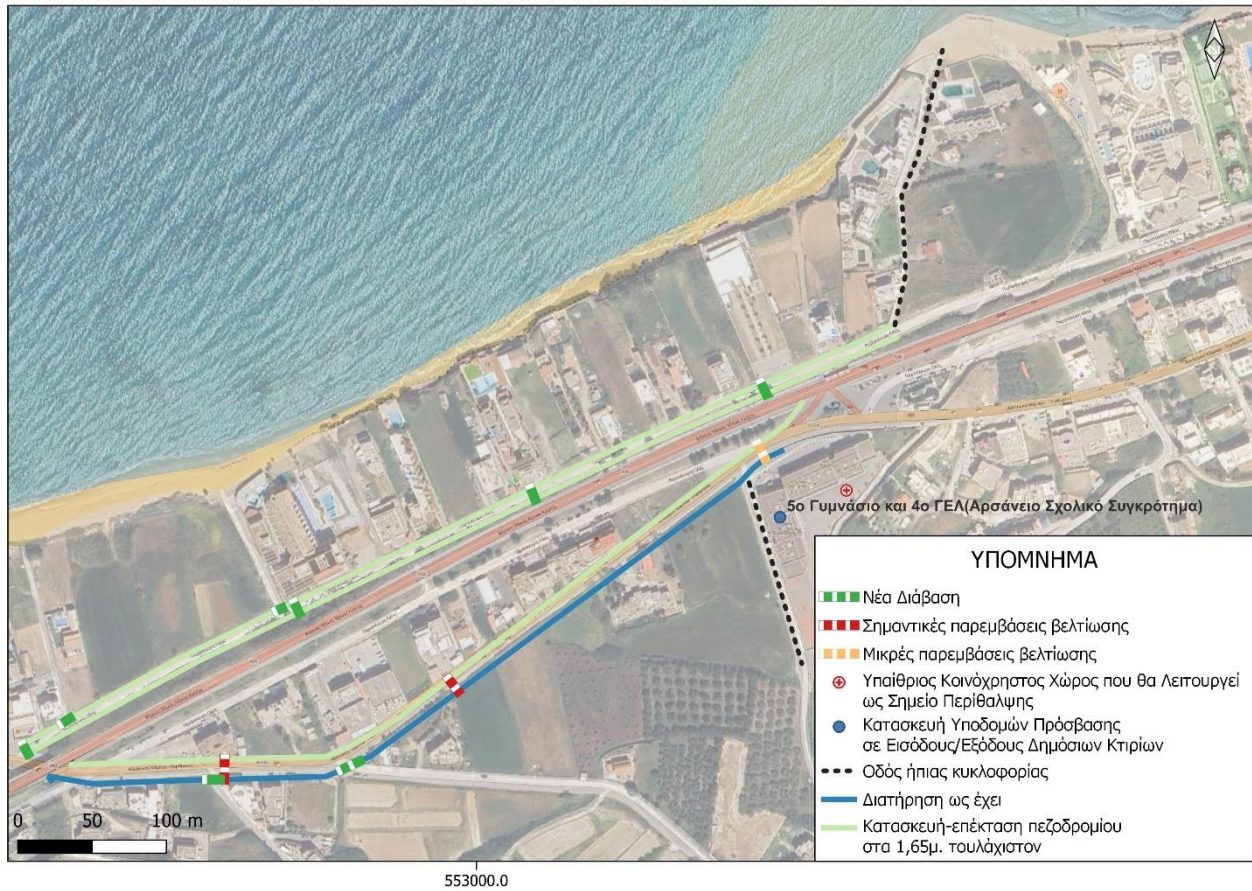 5ο Γυμνάσιο και 4ο ΓΕΛ(Αρσάνειο Σχολικό Συγκρότημα)
ΥΠΟΜΝΗΜΑ
Νέα Διάβαση
Σημαντικές παρεμβάσεις βελτίωσης
Μικρές παρεμβάσεις βελτίωσης
Υπαίθριος Κοινόχρηστος Χώρος που θα Λειτουργεί
ως Σημείο Περίθαλψης
Κατασκευή Υποδομών Πρόσβασης
σε Εισόδους/Εξόδους Δημόσιων Κτιρίων
Οδός ήπιας κυκλοφορίας
Διατήρηση ως έχει
Κατασκευή-επέκταση πεζοδρομίου
στα 1,65μ. τουλάχιστον
0 50 100 m
553000.0